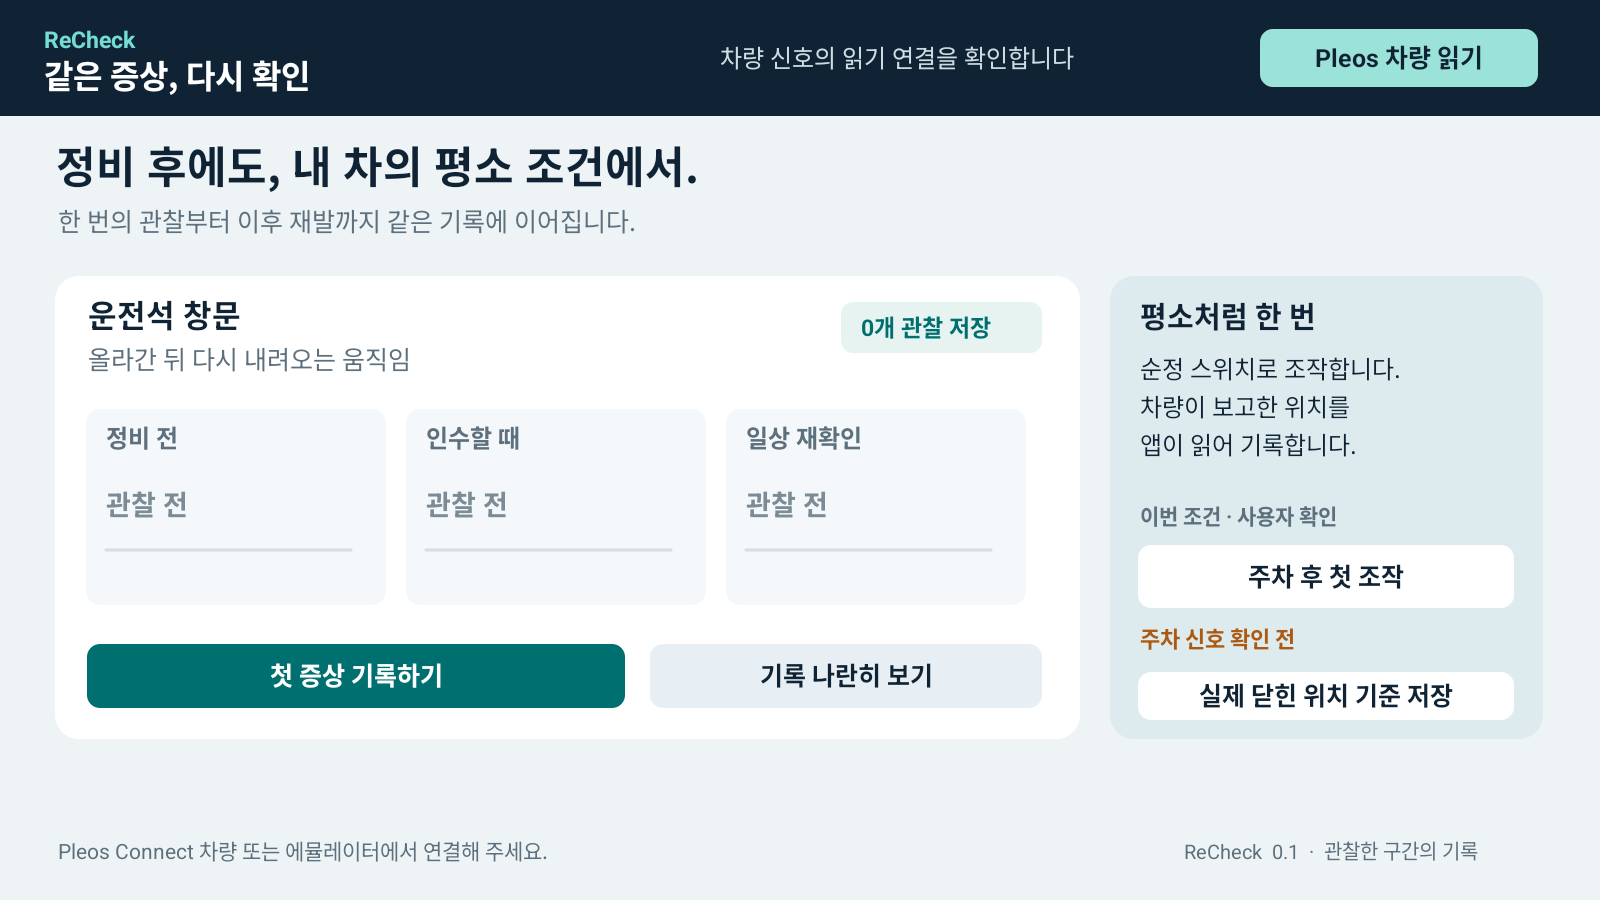 ReCheck
같은 증상, 다시 확인
차량 신호의 읽기 연결을 확인합니다
Pleos 차량 읽기
정비 후에도, 내 차의 평소 조건에서.
한 번의 관찰부터 이후 재발까지 같은 기록에 이어집니다.
운전석 창문
올라간 뒤 다시 내려오는 움직임
0개 관찰 저장
정비 전
관찰 전
인수할 때
관찰 전
일상 재확인
관찰 전
첫 증상 기록하기
기록 나란히 보기
평소처럼 한 번
순정 스위치로 조작합니다.
차량이 보고한 위치를
앱이 읽어 기록합니다.
이번 조건 · 사용자 확인
주차 후 첫 조작
주차 신호 확인 전
실제 닫힌 위치 기준 저장
Pleos Connect 차량 또는 에뮬레이터에서 연결해 주세요.
ReCheck 0.1 · 관찰한 구간의 기록